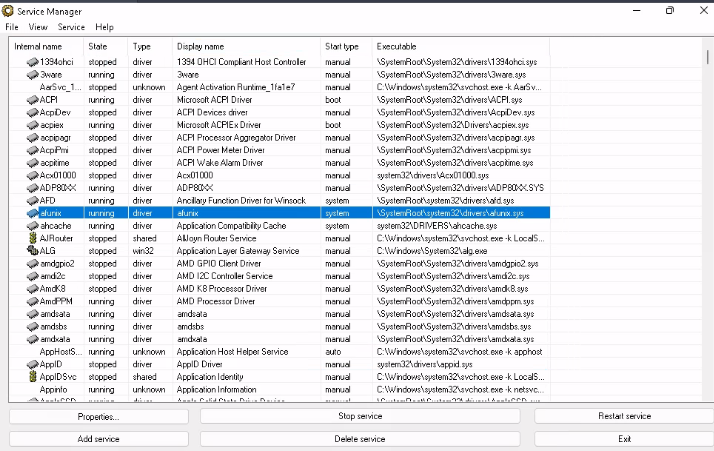 Service Manager
File View Service Help
Internal name State Type Display name Start type Executable
1394ohci stopped driver 1394 OHCI Compliant Host Controller manual \SystemRoot\System32\drivers\1394ohci.sys
3ware running driver 3ware manual \SystemRoot\System32\drivers\3ware.sys
AarSvc_1... stopped unknown Agent Activation Runtime_1fa1e7 manual C:\Windows\system32\svchost.exe -k AarSv...
ACPI running driver Microsoft ACPI Driver boot \SystemRoot\System32\drivers\ACPI.sys
AcpiDev stopped driver ACPI Devices driver manual \SystemRoot\System32\drivers\AcpiDev.sys
acpiex running driver Microsoft ACPIEx Driver boot \SystemRoot\System32\Drivers\acpiex.sys
acpipagr stopped driver ACPI Processor Aggregator Driver manual \SystemRoot\System32\drivers\acpipagr.sys
AcpiPmi stopped driver ACPI Power Meter Driver manual \SystemRoot\System32\drivers\acpipmi.sys
acpitime stopped driver ACPI Wake Alarm Driver manual \SystemRoot\System32\drivers\acpitime.sys
Acx01000 stopped driver Acx01000 manual system32\drivers\Acx01000.sys
ADP80XX running driver ADP80XX manual \SystemRoot\System32\drivers\ADP80XX.SYS
AFD running driver Ancillary Function Driver for Winsock system \SystemRoot\system32\drivers\afd.sys
afunix running driver afunix system \SystemRoot\system32\drivers\afunix.sys
ahcache running driver Application Compatibility Cache system system32\DRIVERS\ahcache.sys
AJRouter stopped shared AllJoyn Router Service manual C:\Windows\system32\svchost.exe -k LocalS...
ALG stopped win32 Application Layer Gateway Service manual C:\Windows\System32\alg.exe
amdgpio2 stopped driver AMD GPIO Client Driver manual \SystemRoot\System32\drivers\amdgpio2.sys
amdi2c stopped driver AMD I2C Controller Service manual \SystemRoot\System32\drivers\amdi2c.sys
AmdK8 stopped driver AMD K8 Processor Driver manual \SystemRoot\System32\drivers\amdk8.sys
AmdPPM running driver AMD Processor Driver manual \SystemRoot\System32\drivers\amdppm.sys
amdsata running driver amdsata manual \SystemRoot\System32\drivers\amdsata.sys
amdsbs running driver amdsbs manual \SystemRoot\System32\drivers\amdsbs.sys
amdxata running driver amdxata manual \SystemRoot\System32\drivers\amdxata.sys
AppHostS... running unknown Application Host Helper Service auto C:\Windows\system32\svchost.exe -k apphost
AppID stopped driver AppID Driver manual system32\drivers\appid.sys
AppIDSvc stopped shared Application Identity manual C:\Windows\system32\svchost.exe -k LocalS...
Appinfo running unknown Application Information manual C:\Windows\system32\svchost.exe -k netsvc...
Properties... Stop service Restart service
Add service Delete service Exit